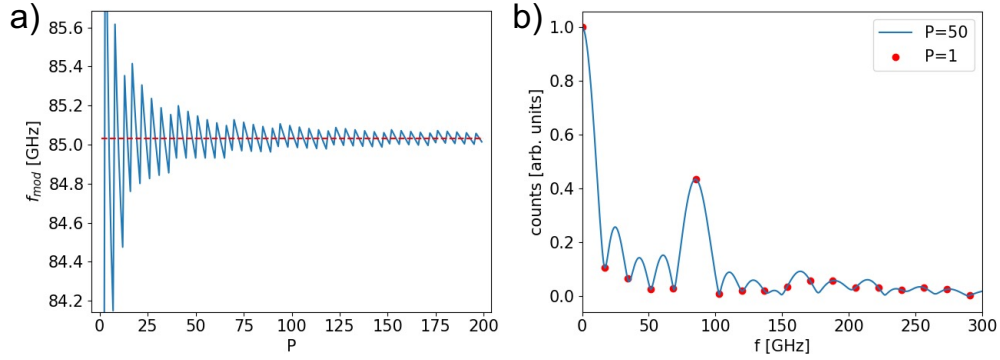 a)
85.6
85.4
85.2
85.0
84.8
84.6
84.4
84.2
f_mod [GHz]
0 25 50 75 100 125 150 175 200
P
b)
1.0
0.8
0.6
0.4
0.2
0.0
counts [arb. units]
0 50 100 150 200 250 300
f [GHz]
P=50
P=1